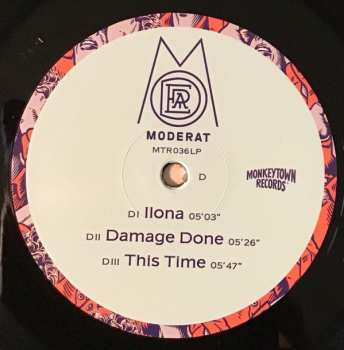 MODERAT
MTR036LP
D
MONKEYTOWN
RECORDS
DI Ilona 05'03"
DII Damage Done 05'26"
DIII This Time 05'47"